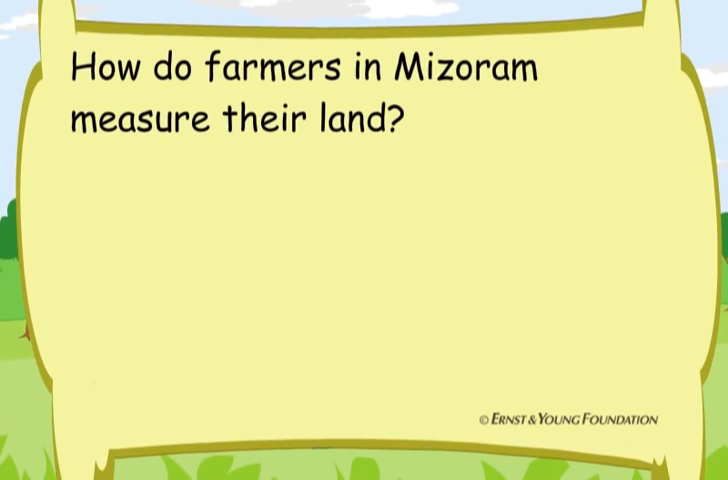 How do farmers in Mizoram
measure their land?
© ERNST & YOUNG FOUNDATION